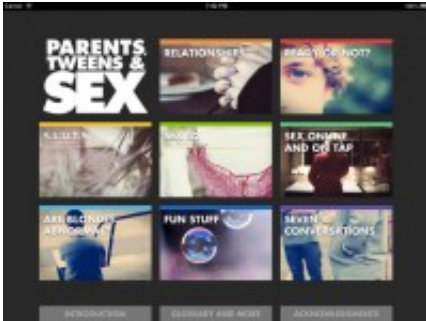 PARENTS,
TWEENS &
SEX
RELATIONSHIPS
READY OR NOT?
S.L.U.T.S
SEX ONLINE
AND ON TAP
ARE BLONDES
ABNORMAL?
FUN STUFF
SEVEN
CONVERSATIONS
INTRODUCTION
GLOSSARY AND MORE
ACKNOWLEDGMENTS